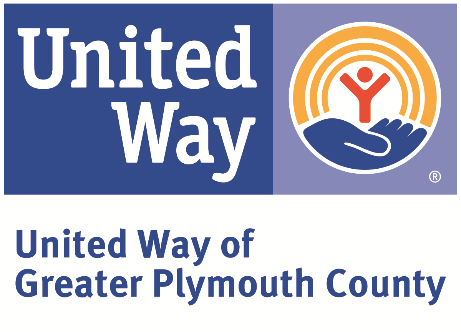 United
Way
®
United Way of
Greater Plymouth County